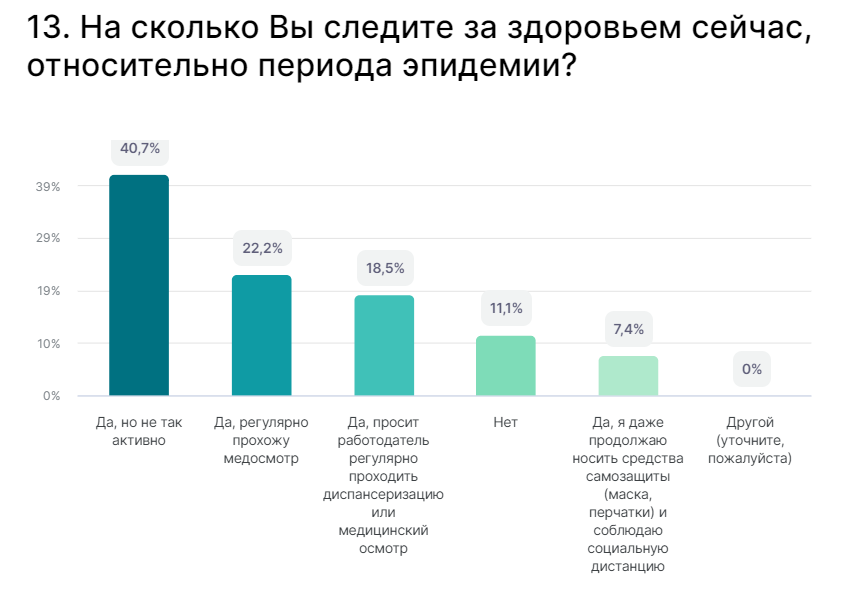 13. На сколько Вы следите за здоровьем сейчас,
относительно периода эпидемии?
40,7%
39%
29%
22,2%
18,5%
19%
11,1%
7,4%
10%
0%
0%
Да, но не так
активно
Да, регулярно
прохожу
медосмотр
Да, просит
работодатель
регулярно
проходить
диспансеризацию
или
медицинский
осмотр
Нет
Да, я даже
продолжаю
носить средства
самозащиты
(маска,
перчатки) и
соблюдаю
социальную
дистанцию
Другой
(уточните,
пожалуйста)